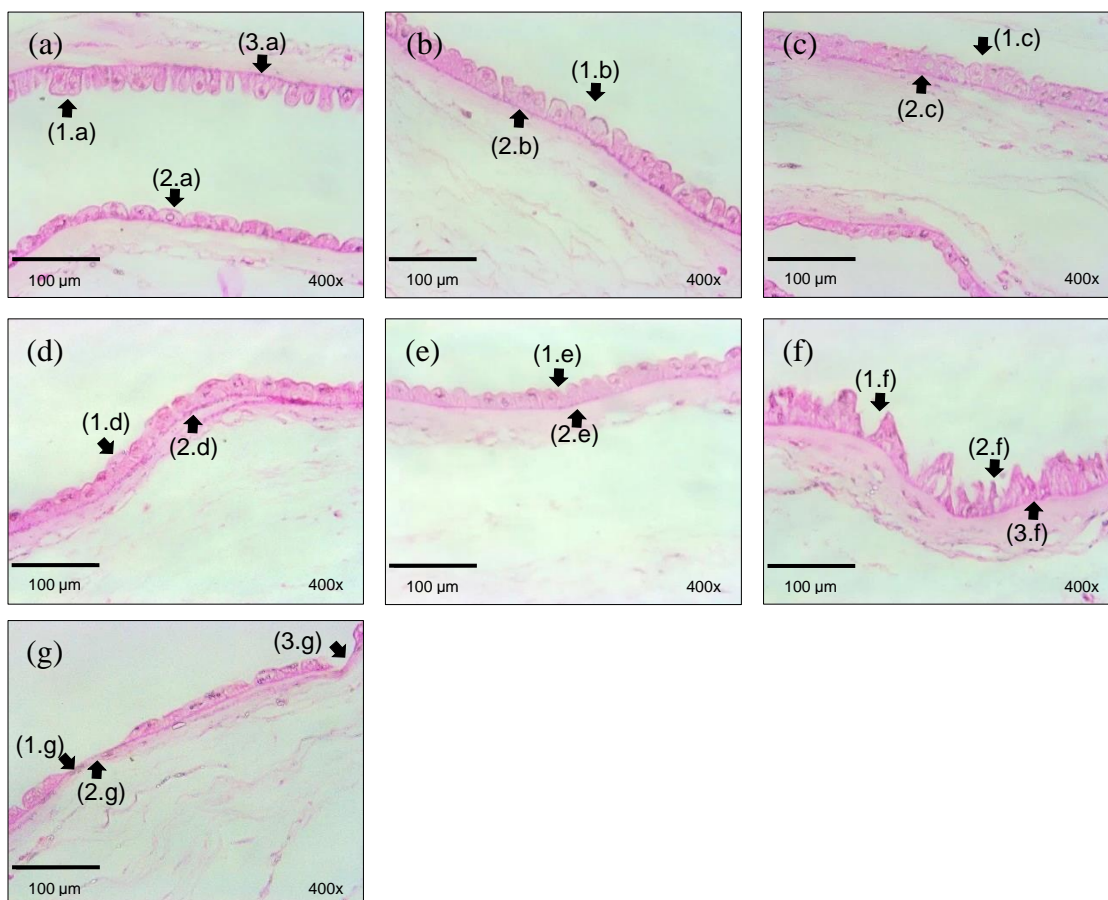 (a)
(3.a)
(1.a)
(2.a)
100 µm 400x
(b)
(1.b)
(2.b)
100 µm 400x
(c)
(1.c)
(2.c)
100 µm 400x
(d)
(1.d)
(2.d)
100 µm 400x
(e)
(1.e)
(2.e)
100 µm 400x
(f)
(1.f)
(2.f)
(3.f)
100 µm 400x
(g)
(3.g)
(1.g)
(2.g)
100 µm 400x